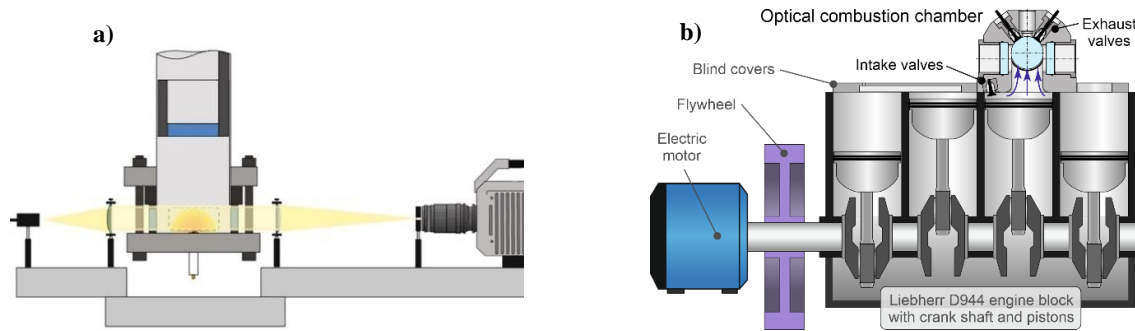 a)
b)
Optical combustion chamber
Exhaust
valves
Intake valves
Blind covers
Flywheel
Electric
motor
Liebherr D944 engine block
with crank shaft and pistons